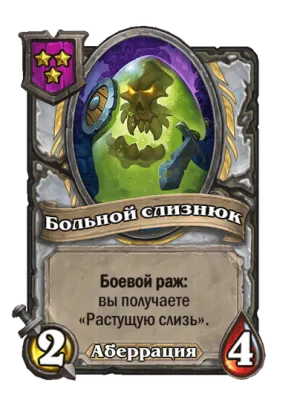 Больной слизнюк
Боевой раж:
вы получаете
«Растущую слизь».
2
Аберрация
4